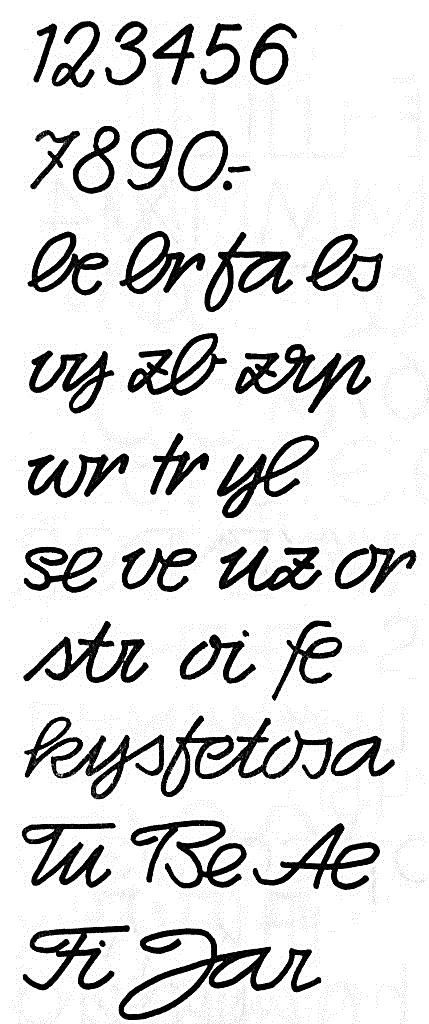 123456
7890.-
be br fa bs
vy zb zrp
wr tr yl
se ve uz or
str oi fe
kysfetosa
Tu Be Ae
Fi Jar